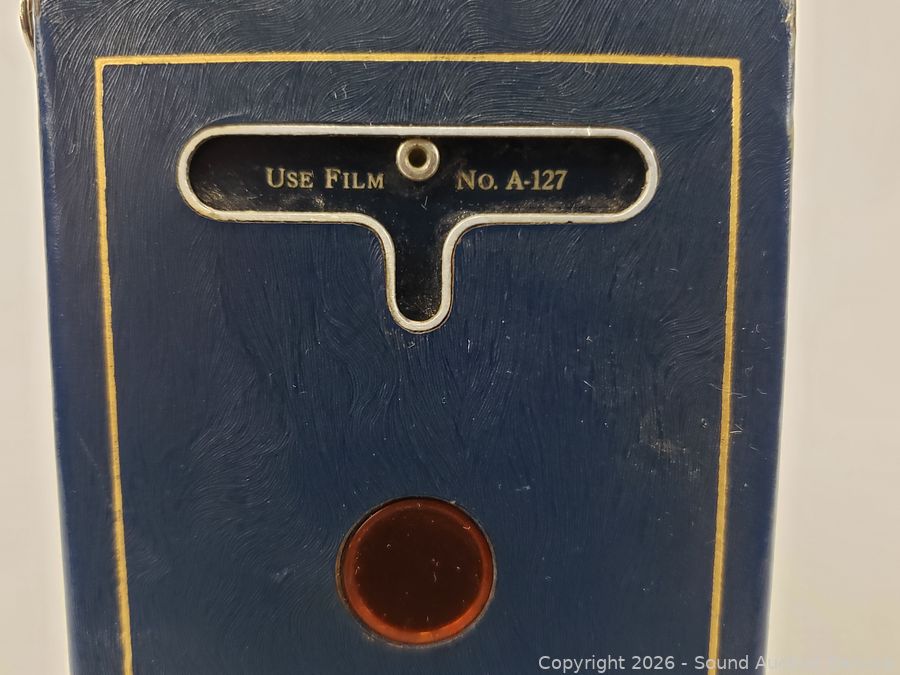 USE FILM No. A-127
Copyright 2026 - Sound Auction Service